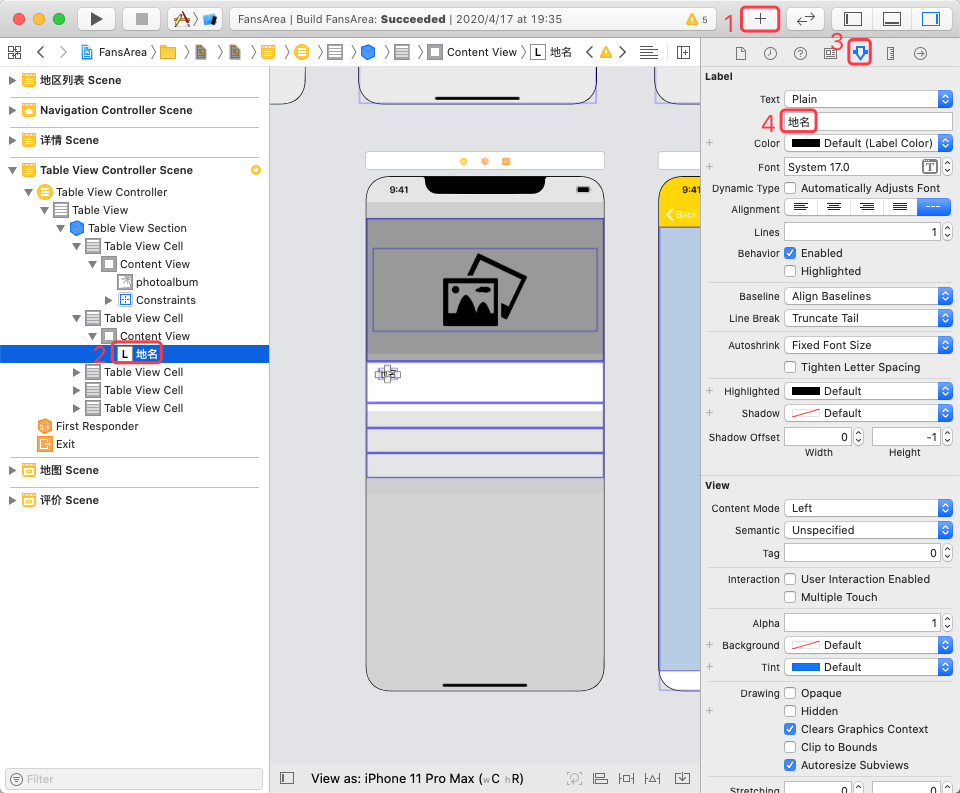 FansArea | Build FansArea: Succeeded | 2020/4/17 at 19:35
5
1
FansArea
Content View
L 地名
3
地区列表 Scene
Navigation Controller Scene
详情 Scene
Table View Controller Scene
Table View Controller
Table View
Table View Section
Table View Cell
Content View
photoalbum
Constraints
Table View Cell
Content View
2
L 地名
Table View Cell
Table View Cell
Table View Cell
First Responder
Exit
地图 Scene
评价 Scene
Filter
9:41
9:41
Back
View as: iPhone 11 Pro Max (wC hR)
Label
Text Plain
4 地名
Color Default (Label Color)
Font System 17.0 T
Dynamic Type Automatically Adjusts Font
Alignment
Lines 1
Behavior Enabled
Highlighted
Baseline Align Baselines
Line Break Truncate Tail
Autoshrink Fixed Font Size
Tighten Letter Spacing
Highlighted Default
Shadow Default
Shadow Offset 0 -1
Width Height
View
Content Mode Left
Semantic Unspecified
Tag 0
Interaction User Interaction Enabled
Multiple Touch
Alpha 1
Background Default
Tint Default
Drawing Opaque
Hidden
Clears Graphics Context
Clip to Bounds
Autoresize Subviews
Stretching 0 0